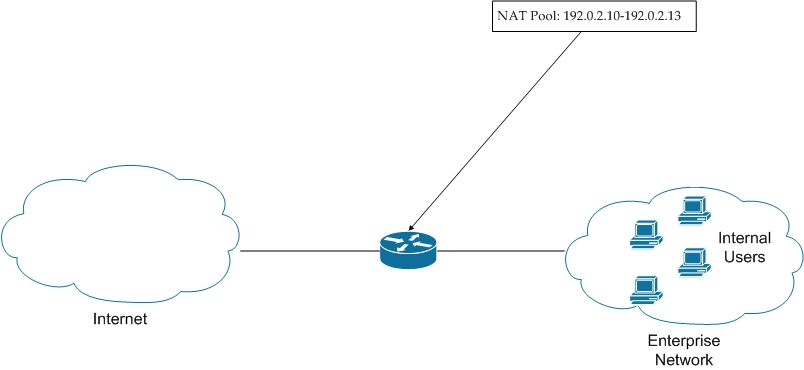 NAT Pool: 192.0.2.10-192.0.2.13
Internal
Users
Internet
Enterprise
Network